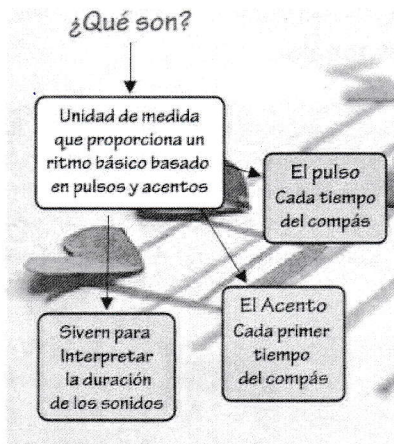 ¿Qué son?
Unidad de medida
que proporciona un
ritmo básico basado
en pulsos y acentos
El pulso
Cada tiempo
del compás
El Acento
Cada primer
tiempo
del compás
Sivern para
Interpretar
la duración
de los sonidos